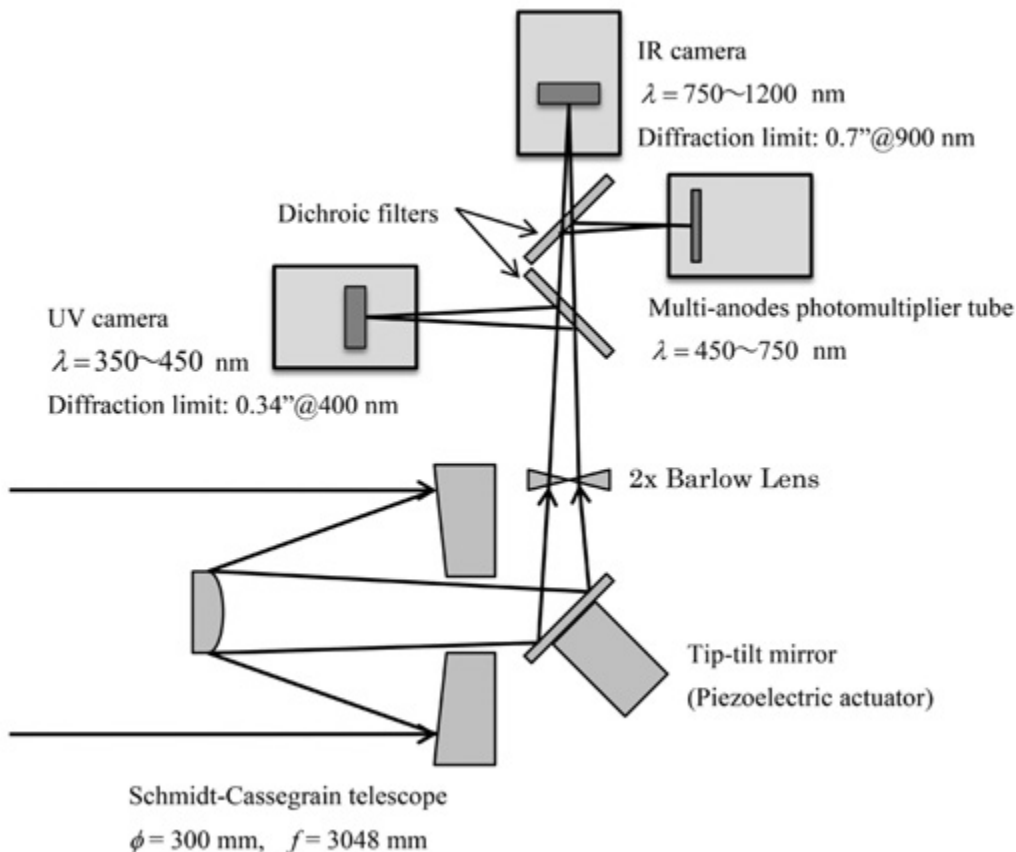 IR camera
λ = 750～1200 nm
Diffraction limit: 0.7”@900 nm
Dichroic filters
UV camera
λ = 350～450 nm
Diffraction limit: 0.34”@400 nm
Multi-anodes photomultiplier tube
λ = 450～750 nm
2x Barlow Lens
Tip-tilt mirror
(Piezoelectric actuator)
Schmidt-Cassegrain telescope
ϕ = 300 mm, f = 3048 mm